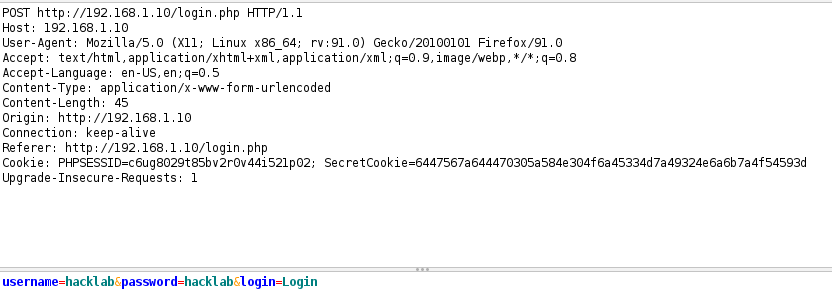 POST http://192.168.1.10/login.php HTTP/1.1
Host: 192.168.1.10
User-Agent: Mozilla/5.0 (X11; Linux x86_64; rv:91.0) Gecko/20100101 Firefox/91.0
Accept: text/html,application/xhtml+xml,application/xml;q=0.9,image/webp,*/*;q=0.8
Accept-Language: en-US,en;q=0.5
Content-Type: application/x-www-form-urlencoded
Content-Length: 45
Origin: http://192.168.1.10
Connection: keep-alive
Referer: http://192.168.1.10/login.php
Cookie: PHPSESSID=c6ug8029t85bv2r0v44i521p02; SecretCookie=6447567a644470305a584e304f6a45334d7a49324e6a6b7a4f54593d
Upgrade-Insecure-Requests: 1
username=hacklab&password=hacklab&login=Login